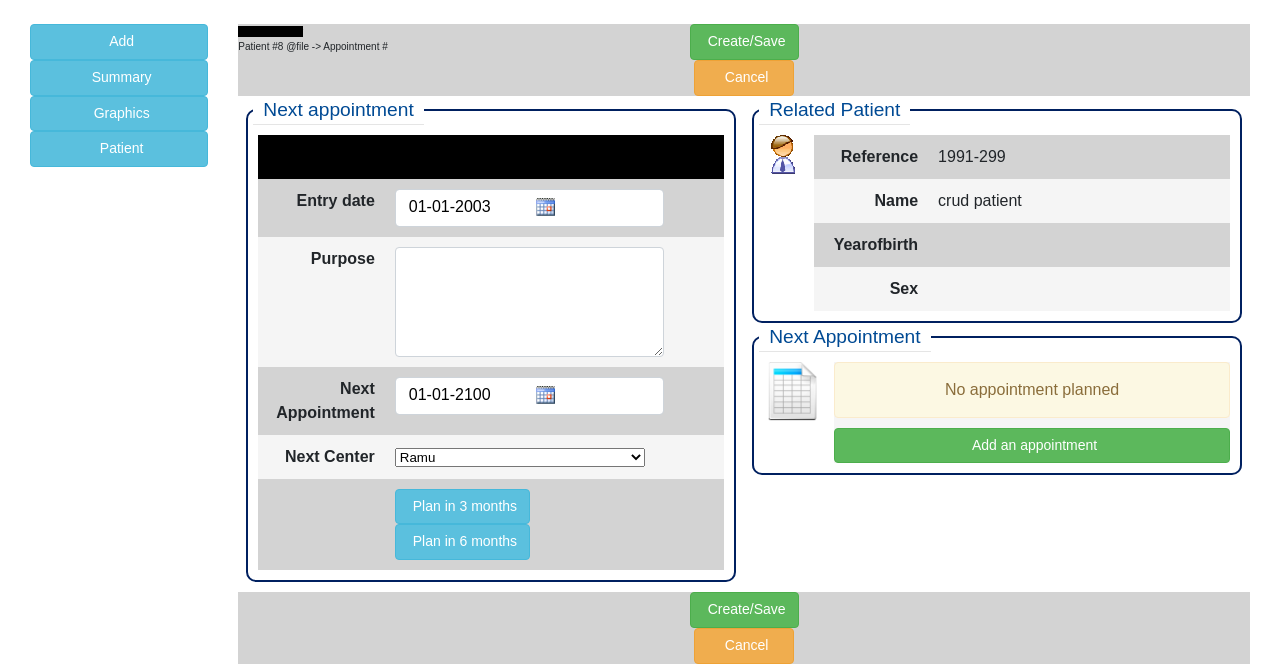 Add
Summary
Graphics
Patient
Patient #8 @file -> Appointment #
Create/Save
Cancel
Next appointment
Entry date 01-01-2003
Purpose
Next
Appointment 01-01-2100
Next Center Ramu
Plan in 3 months
Plan in 6 months
Related Patient
Reference 1991-299
Name crud patient
Yearofbirth
Sex
Next Appointment
No appointment planned
Add an appointment
Create/Save
Cancel